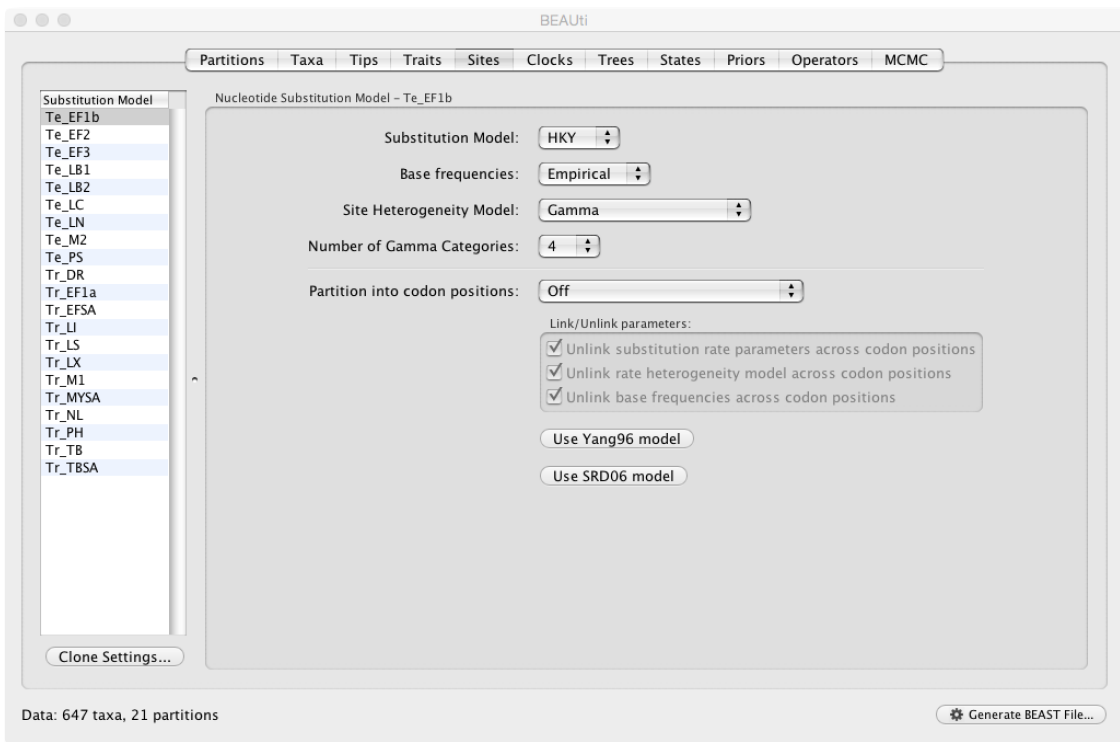 BEAUti
Partitions Taxa Tips Traits Sites Clocks Trees States Priors Operators MCMC
Substitution Model
Te_EF1b
Te_EF2
Te_EF3
Te_LB1
Te_LB2
Te_LC
Te_LN
Te_M2
Te_PS
Tr_DR
Tr_EF1a
Tr_EFSA
Tr_LI
Tr_LS
Tr_LX
Tr_M1
Tr_MYSA
Tr_NL
Tr_PH
Tr_TB
Tr_TBSA
Clone Settings...
Nucleotide Substitution Model – Te_EF1b
Substitution Model: HKY
Base frequencies: Empirical
Site Heterogeneity Model: Gamma
Number of Gamma Categories: 4
Partition into codon positions: Off
Link/Unlink parameters:
Unlink substitution rate parameters across codon positions
Unlink rate heterogeneity model across codon positions
Unlink base frequencies across codon positions
Use Yang96 model
Use SRD06 model
Data: 647 taxa, 21 partitions
Generate BEAST File...